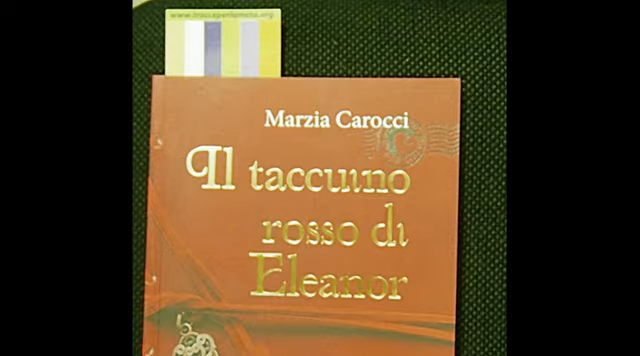 Marzia Carocci
Il taccuino
rosso di
Eleanor